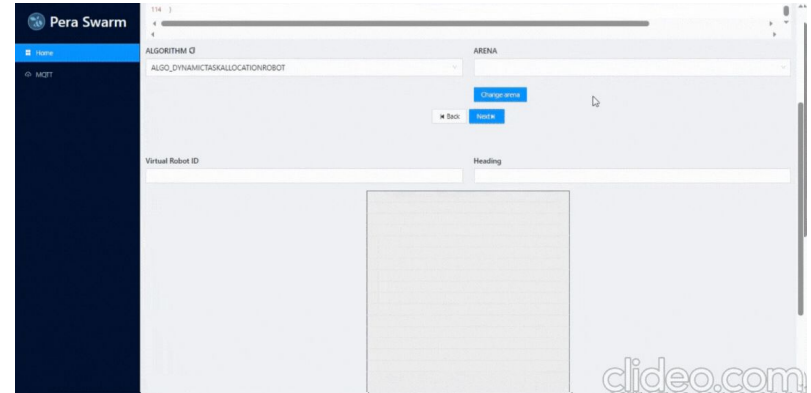 114 }
Pera Swarm
Home
MQTT
ALGORITHM
ARENA
ALGO_DYNAMICTASKALLOCATIONROBOT
Change arena
Back
Next
Virtual Robot ID
Heading
clideo.com